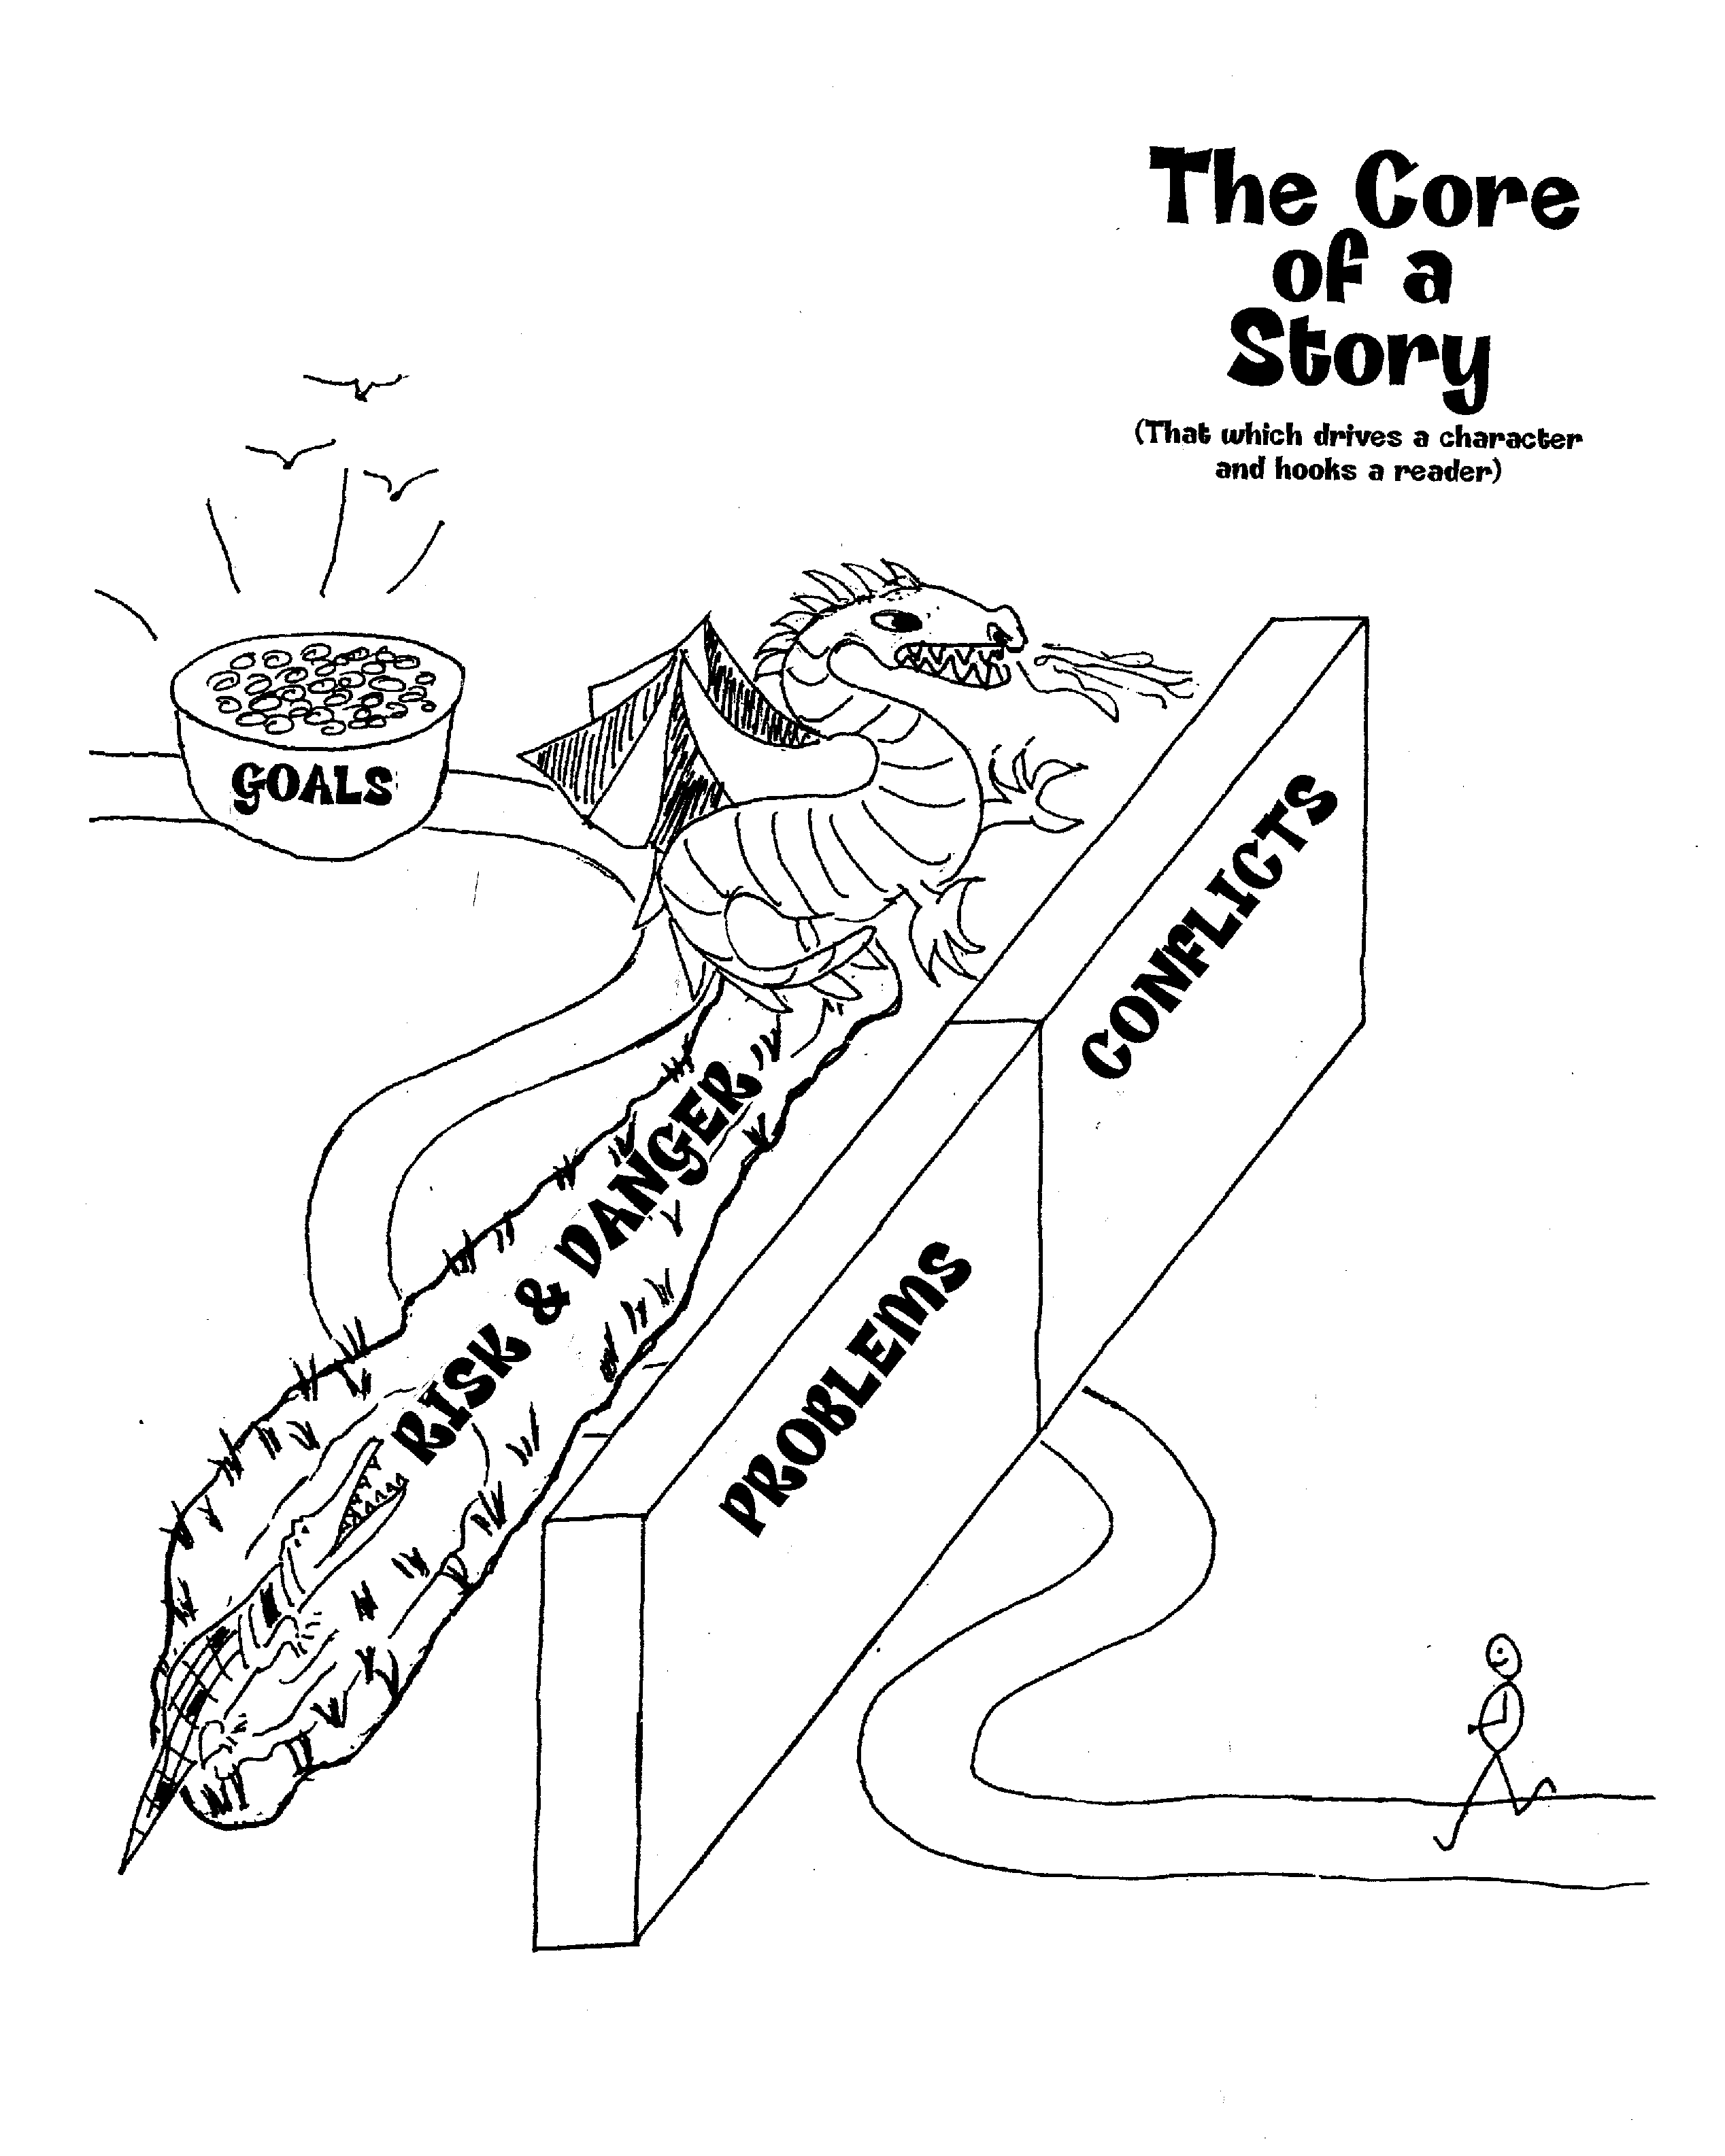 The Core
of a
Story
(That which drives a character
and hooks a reader)
GOALS
CONFLICTS
RISK & DANGER
PROBLEMS